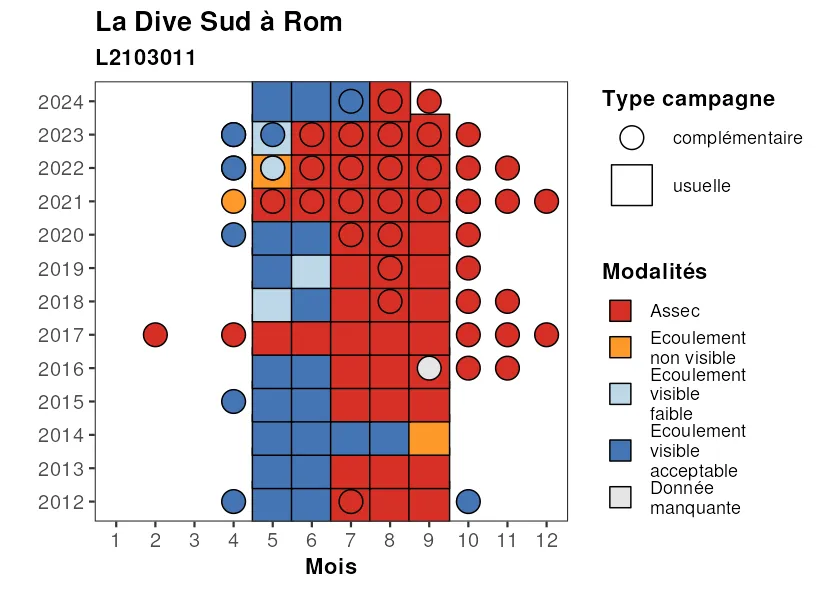 La Dive Sud à Rom
L2103011
2024
2023
2022
2021
2020
2019
2018
2017
2016
2015
2014
2013
2012
1 2 3 4 5 6 7 8 9 10 11 12
Mois
Type campagne
complémentaire
usuelle
Modalités
Assec
Ecoulement
non visible
Ecoulement
visible
faible
Ecoulement
visible
acceptable
Donnée
manquante